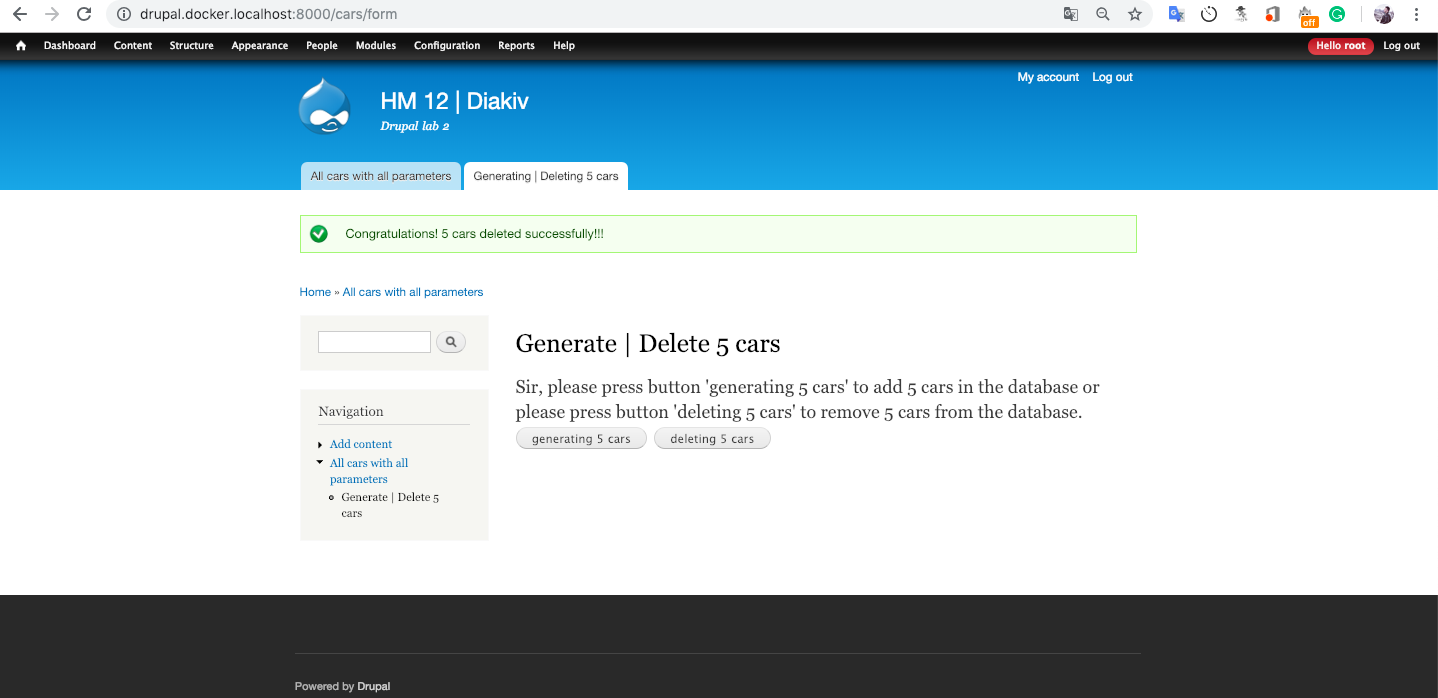 drupal.docker.localhost:8000/cars/form
off
Dashboard Content Structure Appearance People Modules Configuration Reports Help Hello root Log out
My account Log out
HM 12 | Diakiv
Drupal lab 2
All cars with all parameters Generating | Deleting 5 cars
Congratulations! 5 cars deleted successfully!!!
Home » All cars with all parameters
Generate | Delete 5 cars
Sir, please press button 'generating 5 cars' to add 5 cars in the database or
please press button 'deleting 5 cars' to remove 5 cars from the database.
generating 5 cars deleting 5 cars
Navigation
Add content
All cars with all
parameters
Generate | Delete 5
cars
Powered by Drupal